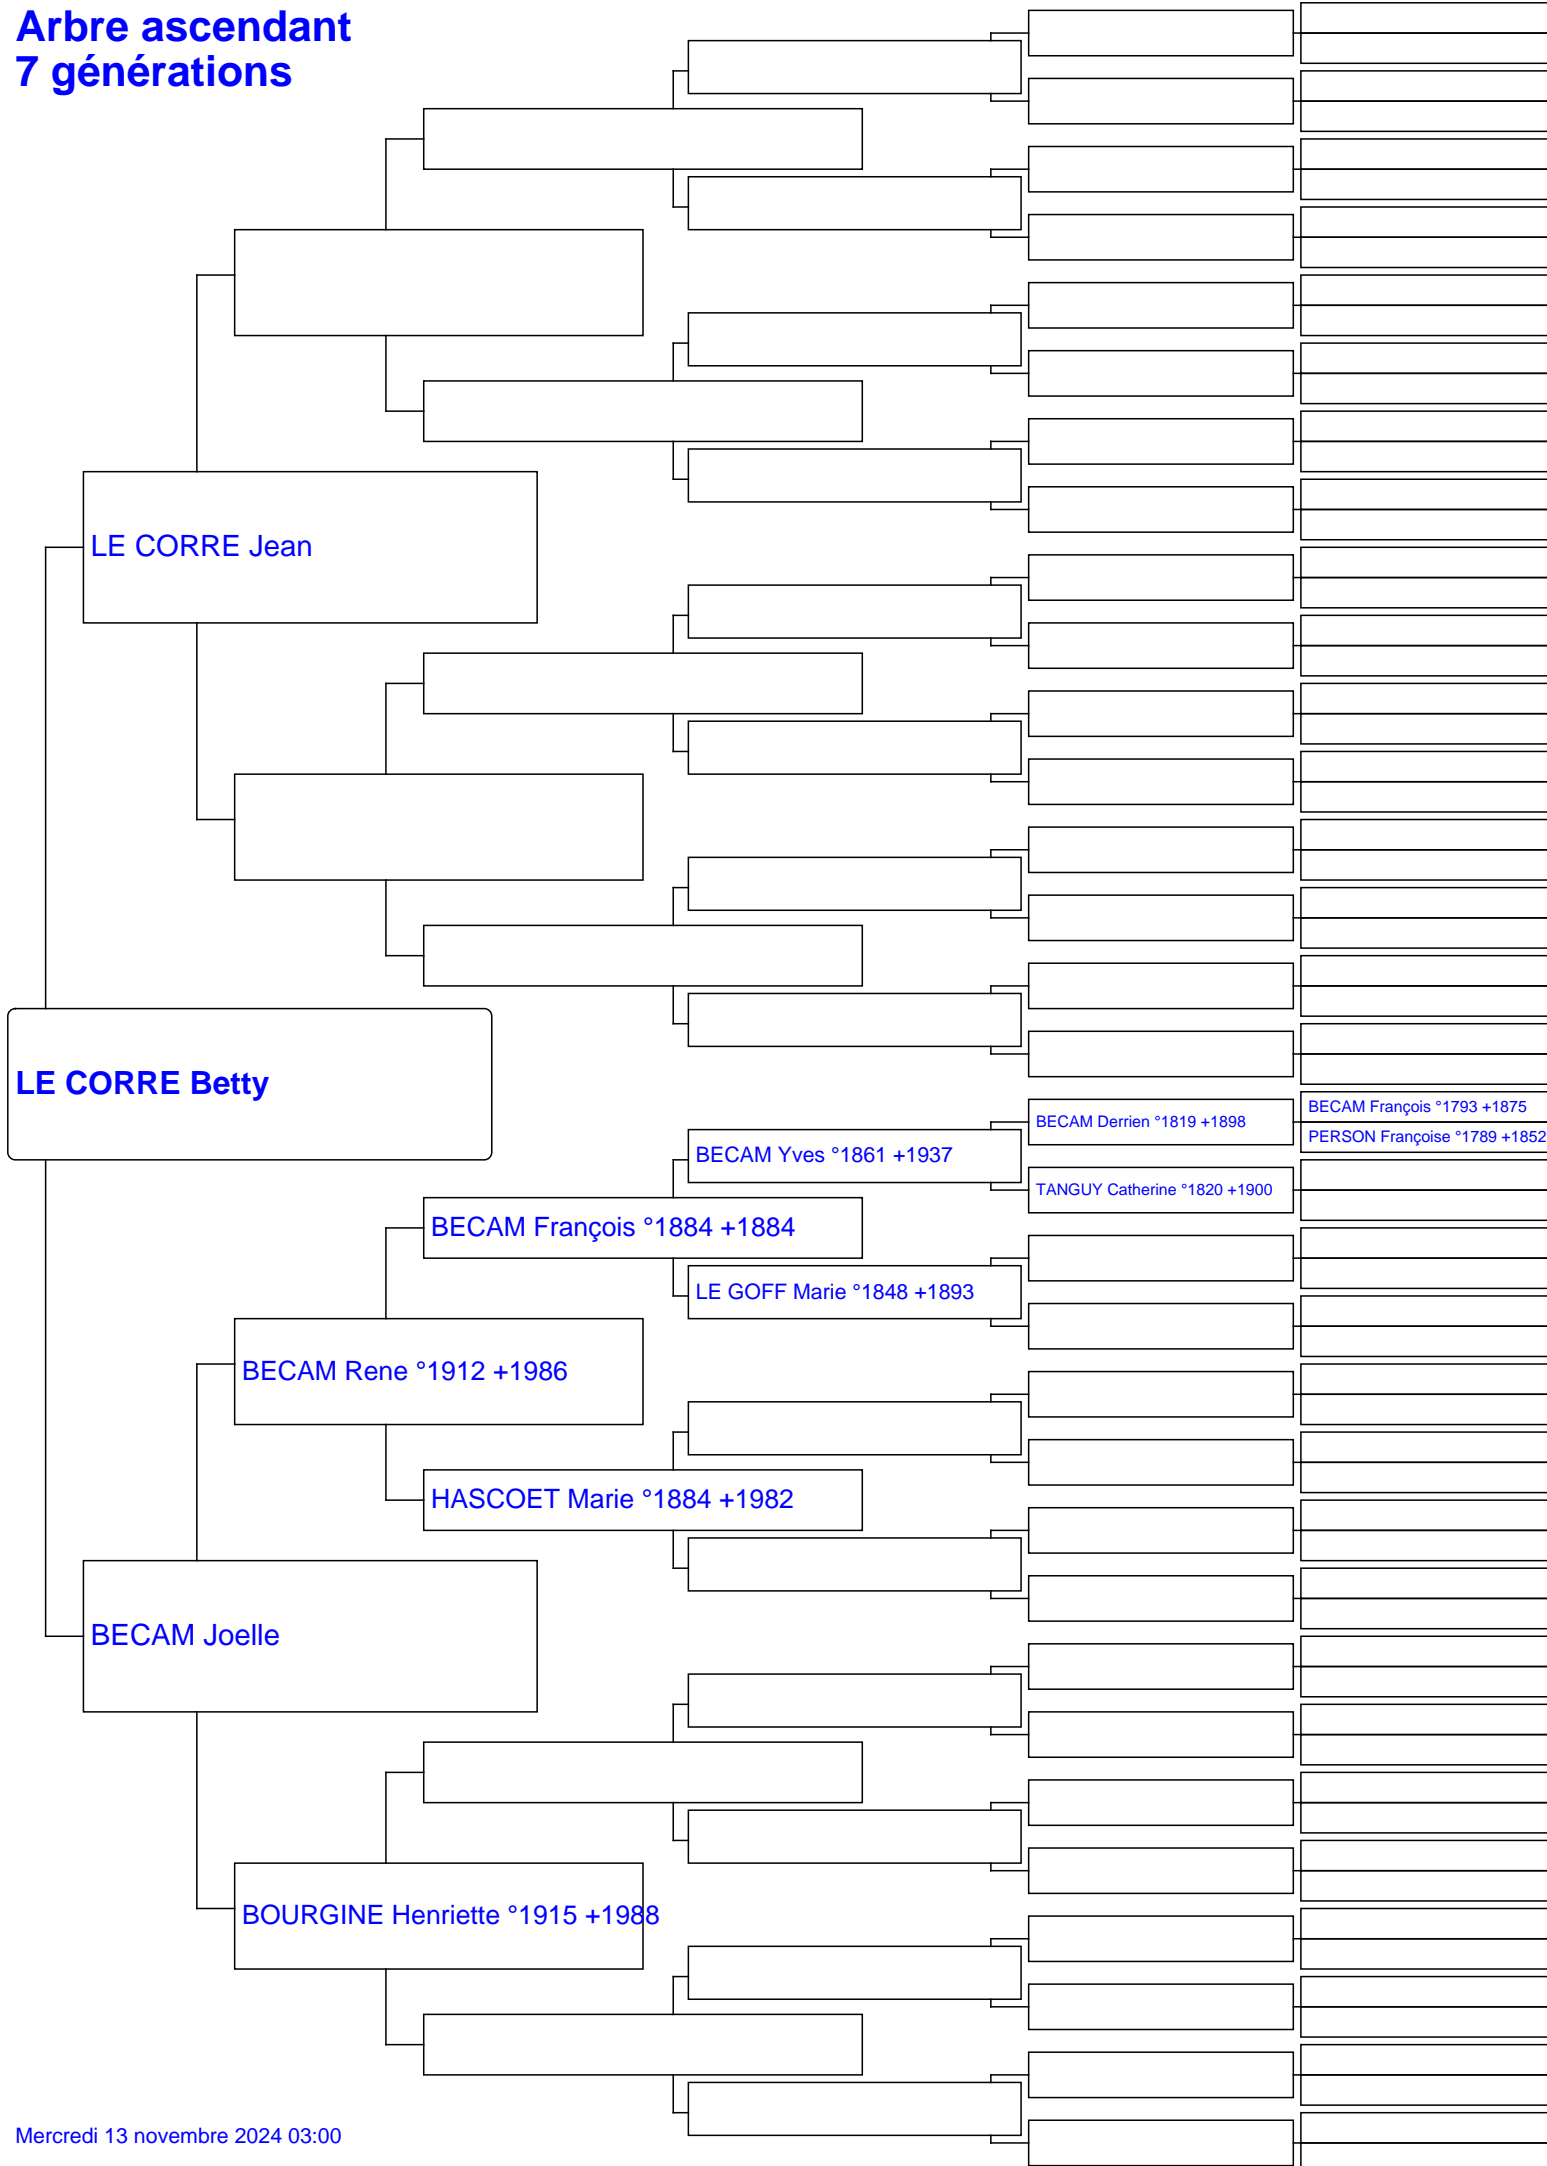 Arbre ascendant
7 générations
LE CORRE Jean
LE CORRE Betty
BECAM François °1793 +1875
BECAM Derrien °1819 +1898
PERSON Françoise °1789 +1852
BECAM Yves °1861 +1937
TANGUY Catherine °1820 +1900
BECAM François °1884 +1884
LE GOFF Marie °1848 +1893
BECAM Rene °1912 +1986
HASCOET Marie °1884 +1982
BECAM Joelle
BOURGINE Henriette °1915 +1988
Mercredi 13 novembre 2024 03:00